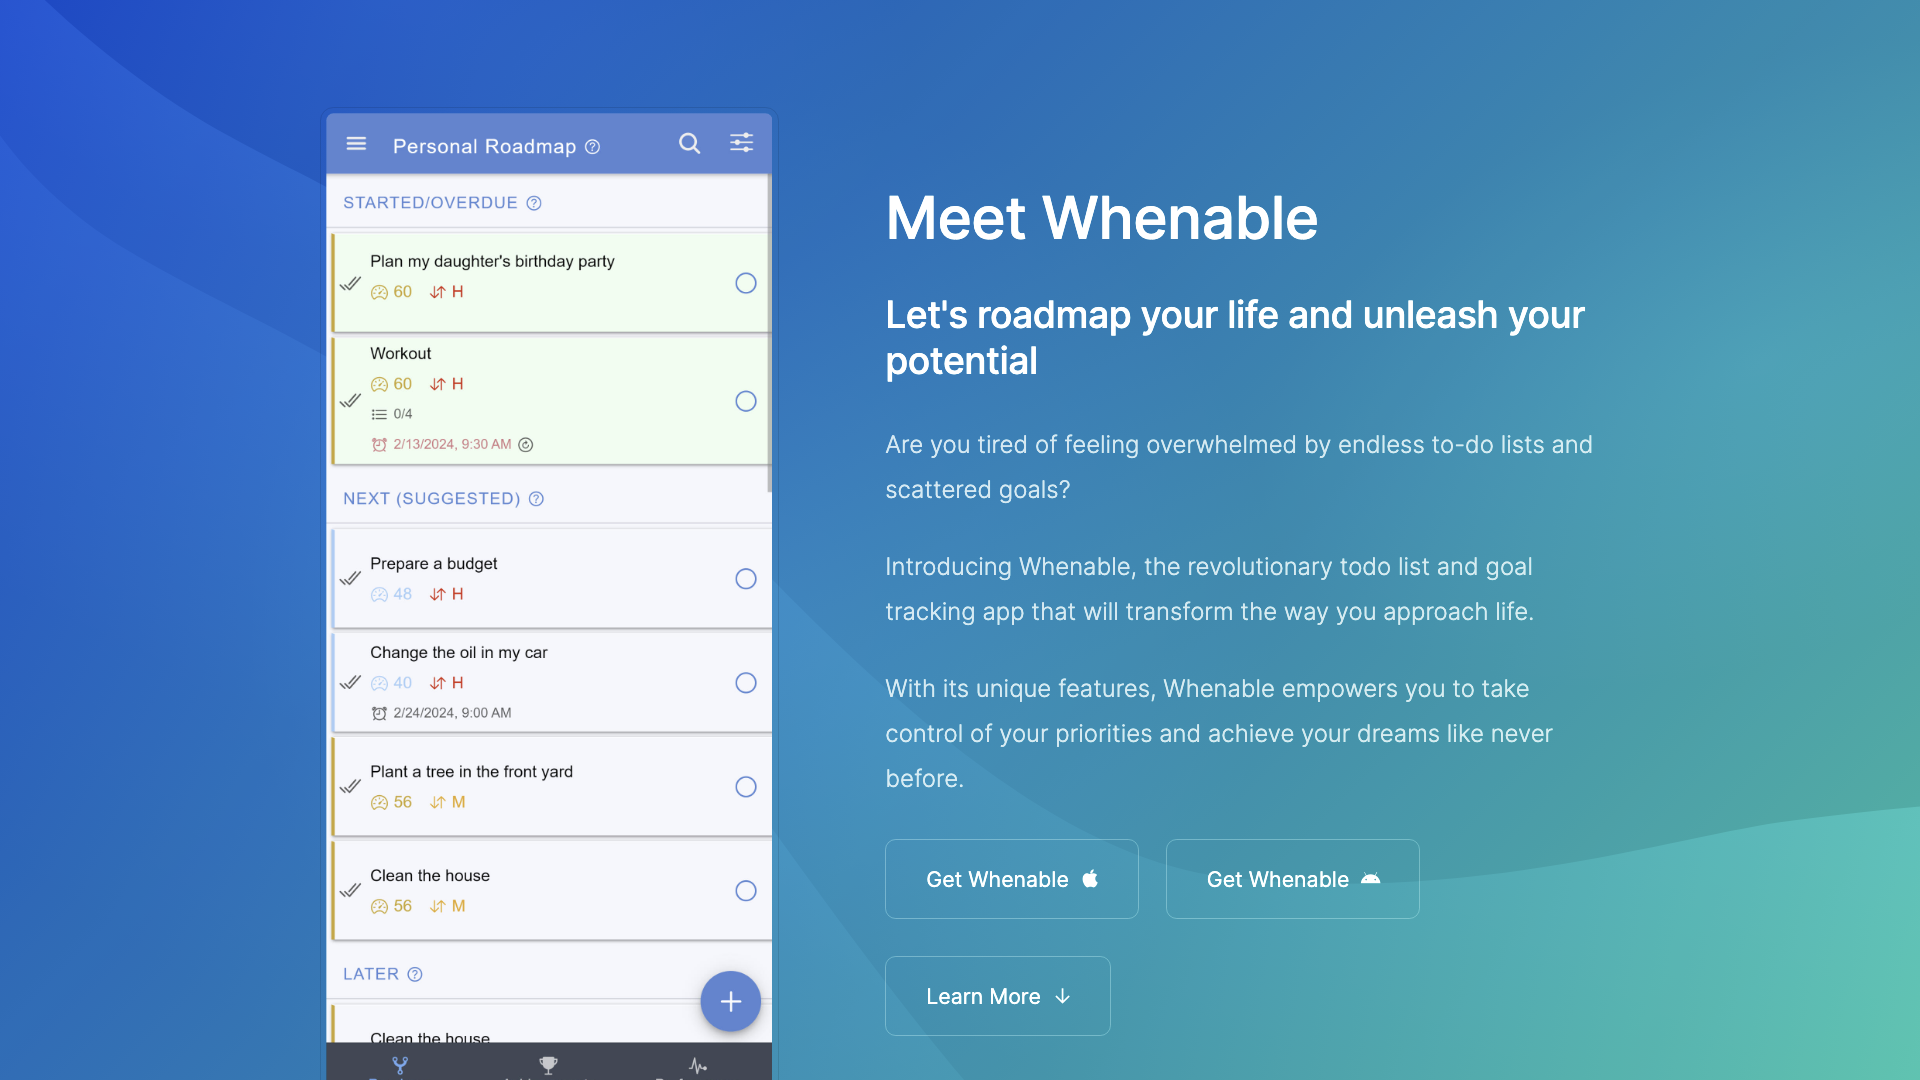 Personal Roadmap
STARTED/OVERDUE
Plan my daughter's birthday party
60 H
Workout
60 H
0/4
2/13/2024, 9:30 AM
NEXT (SUGGESTED)
Prepare a budget
48 H
Change the oil in my car
40 H
2/24/2024, 9:00 AM
Plant a tree in the front yard
56 M
Clean the house
56 M
LATER
Clean the house
Meet Whenable
Let's roadmap your life and unleash your
potential
Are you tired of feeling overwhelmed by endless to-do lists and
scattered goals?
Introducing Whenable, the revolutionary todo list and goal
tracking app that will transform the way you approach life.
With its unique features, Whenable empowers you to take
control of your priorities and achieve your dreams like never
before.
Get Whenable
Get Whenable
Learn More